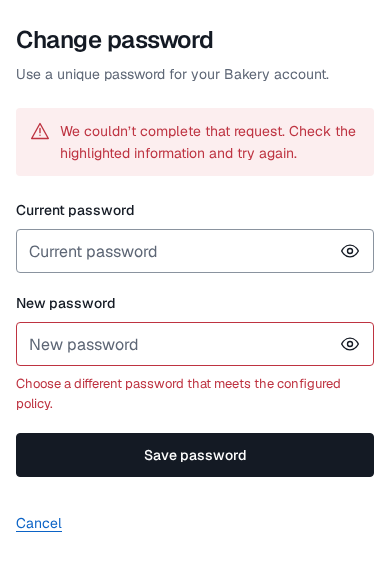 Change password
Use a unique password for your Bakery account.
We couldn't complete that request. Check the
highlighted information and try again.
Current password
Current password
New password
New password
Choose a different password that meets the configured
policy.
Save password
Cancel